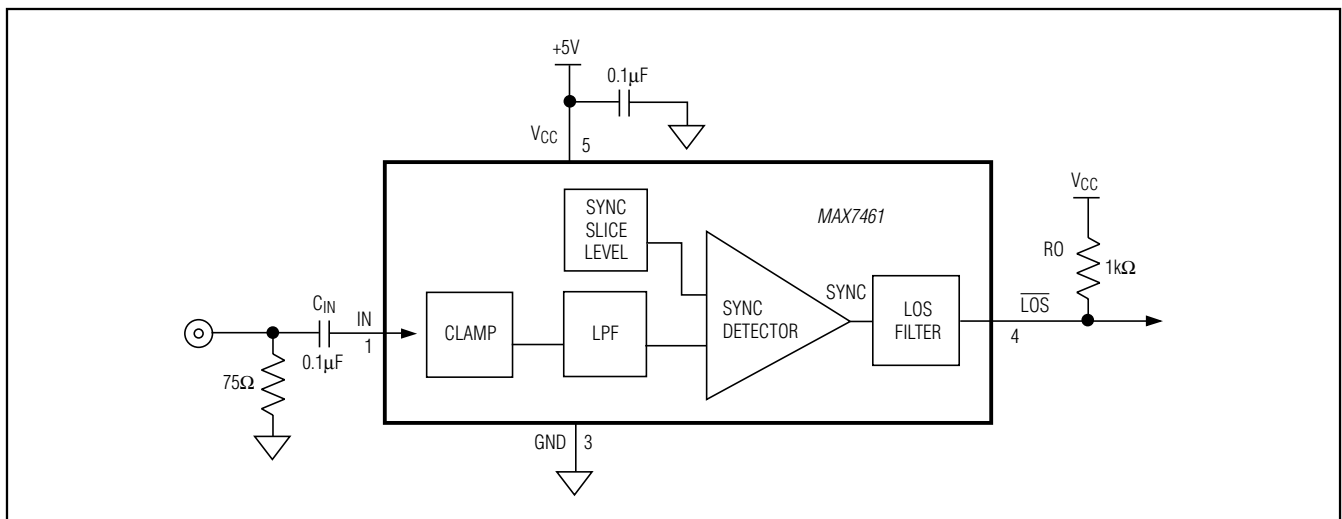 +5V
0.1μF
VCC
5
SYNC
SLICE
LEVEL
MAX7461
VCC
RO
1kΩ
CIN
IN
1
0.1μF
75Ω
CLAMP
LPF
SYNC
DETECTOR
SYNC
LOS
FILTER
LOS
4
GND
3